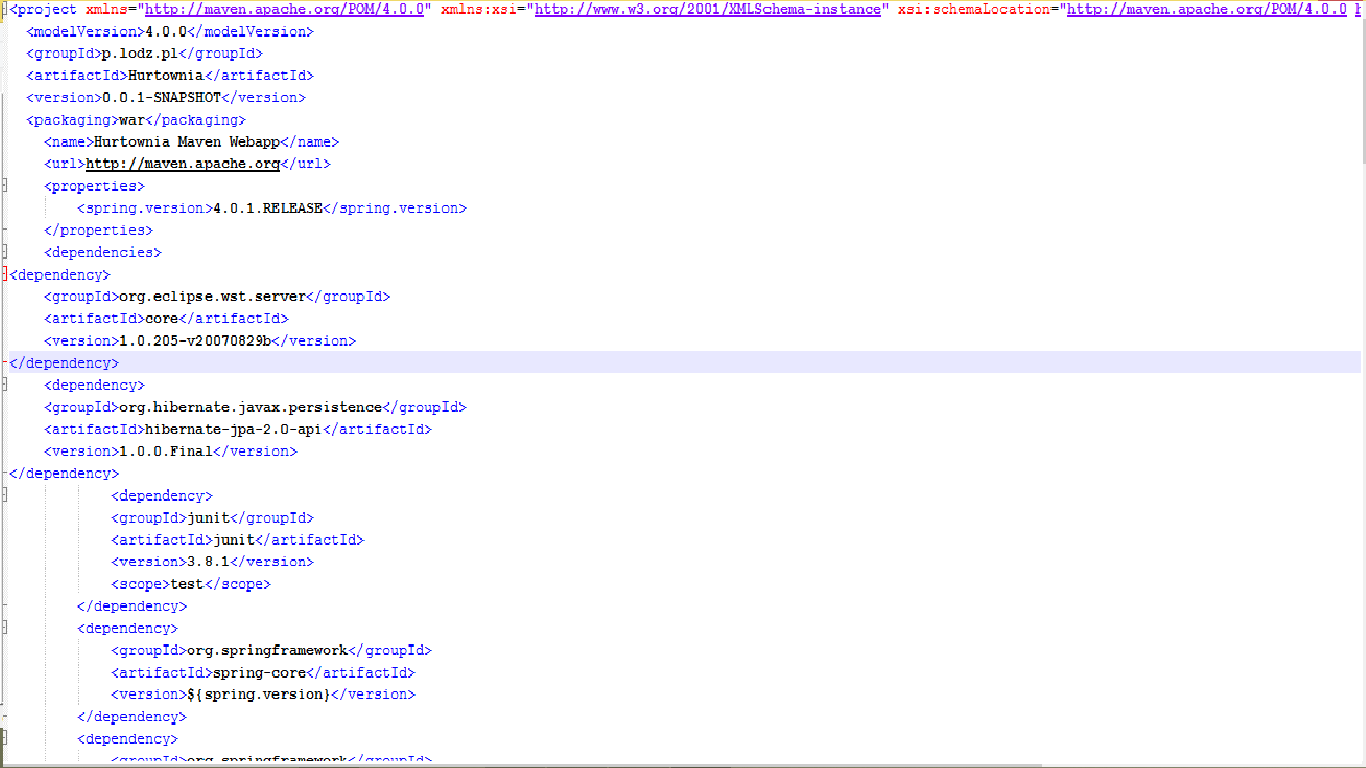 <project xmlns="http://maven.apache.org/POM/4.0.0" xmlns:xsi="http://www.w3.org/2001/XMLSchema-instance" xsi:schemaLocation="http://maven.apache.org/POM/4.0.0 h
<modelVersion>4.0.0</modelVersion>
<groupId>p.lodz.pl</groupId>
<artifactId>Hurtownia</artifactId>
<version>0.0.1-SNAPSHOT</version>
<packaging>war</packaging>
<name>Hurtownia Maven Webapp</name>
<url>http://maven.apache.org</url>
<properties>
<spring.version>4.0.1.RELEASE</spring.version>
</properties>
<dependencies>
<dependency>
<groupId>org.eclipse.wst.server</groupId>
<artifactId>core</artifactId>
<version>1.0.205-v20070829b</version>
</dependency>
<dependency>
<groupId>org.hibernate.javax.persistence</groupId>
<artifactId>hibernate-jpa-2.0-api</artifactId>
<version>1.0.0.Final</version>
</dependency>
<dependency>
<groupId>junit</groupId>
<artifactId>junit</artifactId>
<version>3.8.1</version>
<scope>test</scope>
</dependency>
<dependency>
<groupId>org.springframework</groupId>
<artifactId>spring-core</artifactId>
<version>${spring.version}</version>
</dependency>
<dependency>
<groupId>org.springframework</groupId>